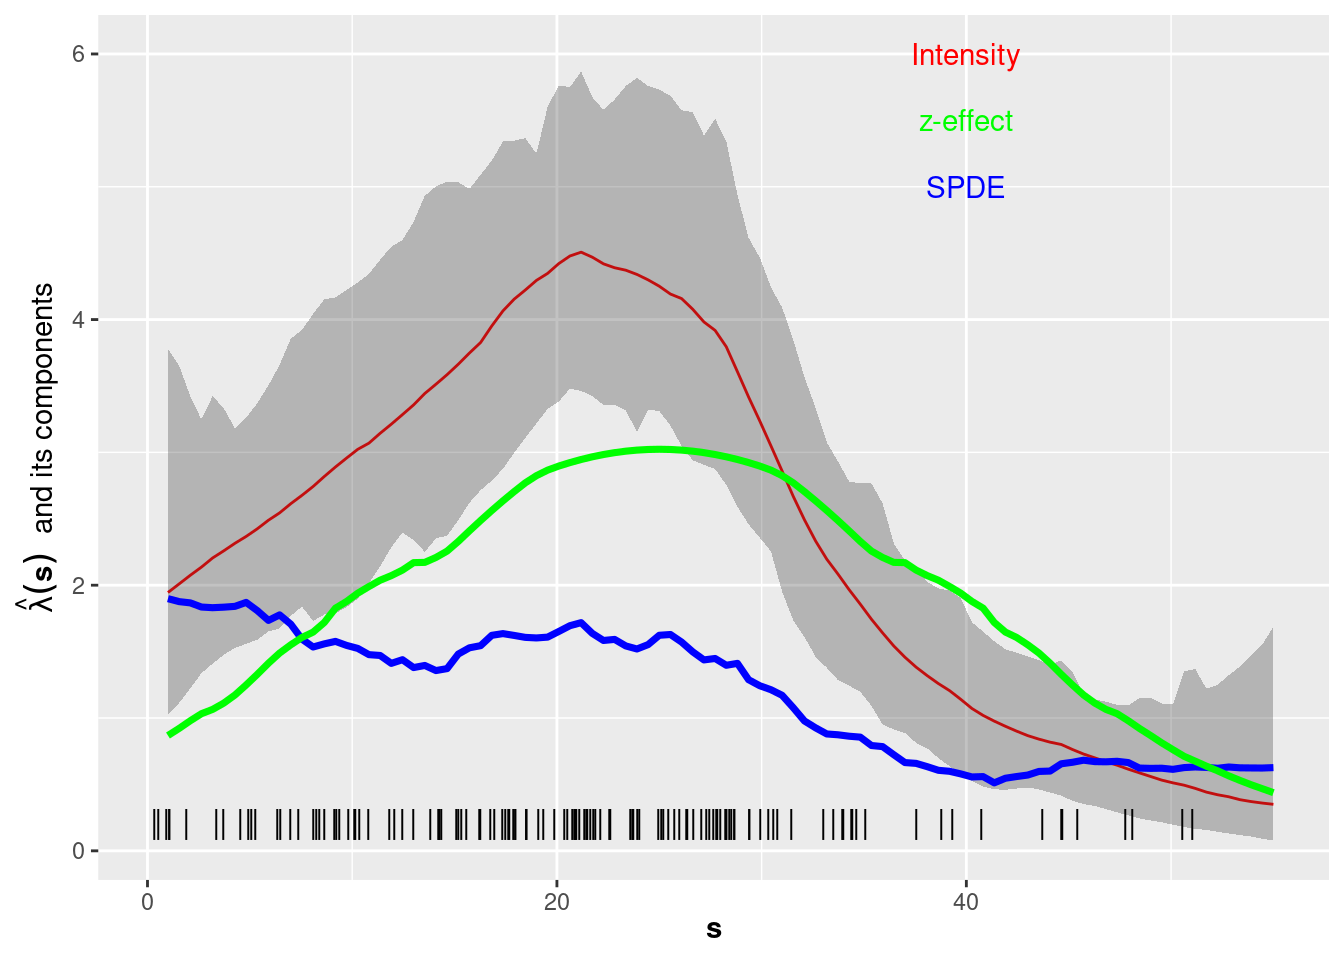 6
Intensity
z-effect
SPDE
4
2
0
λ̂(s) and its components
0 20 40
s